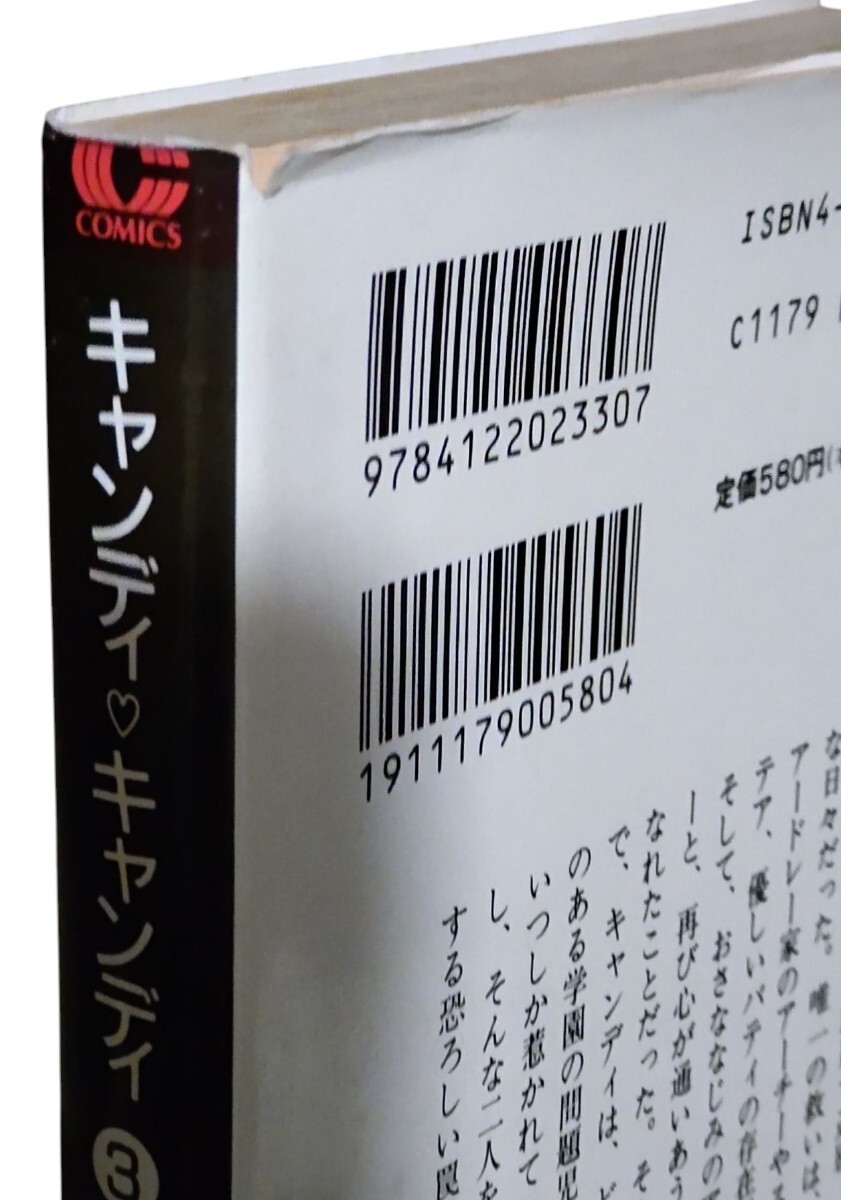 COMICS
キャンディ♡キャンディ
3
ISBN4-
C1179
9784122023307
定価580円
1911179005804
な日々だった。唯一の救いは、
アードレー家のアーチーやス
テア、優しいパティの存在
そして、おさななじみの
ーと、再び心が通いあう
なれたことだった。そ
で、キャンディは、ど
のある学園の問題児
いつしか惹かれて
し、そんな二人を
する恐ろしい罠